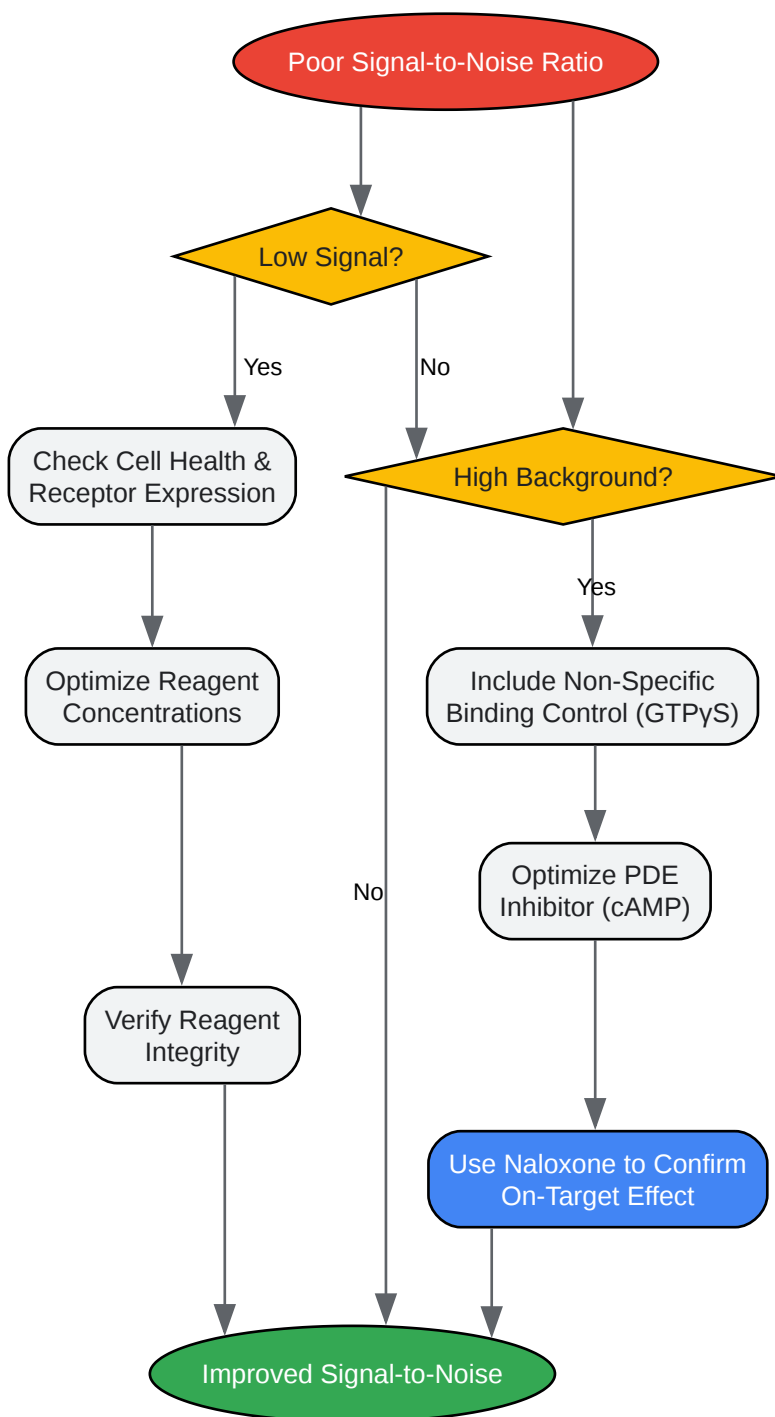 Poor Signal-to-Noise Ratio
Low Signal?
Yes
No
Check Cell Health &
Receptor Expression
High Background?
Yes
Optimize Reagent
Concentrations
Include Non-Specific
Binding Control (GTPγS)
Optimize PDE
Inhibitor (cAMP)
No
Verify Reagent
Integrity
Use Naloxone to Confirm
On-Target Effect
Improved Signal-to-Noise